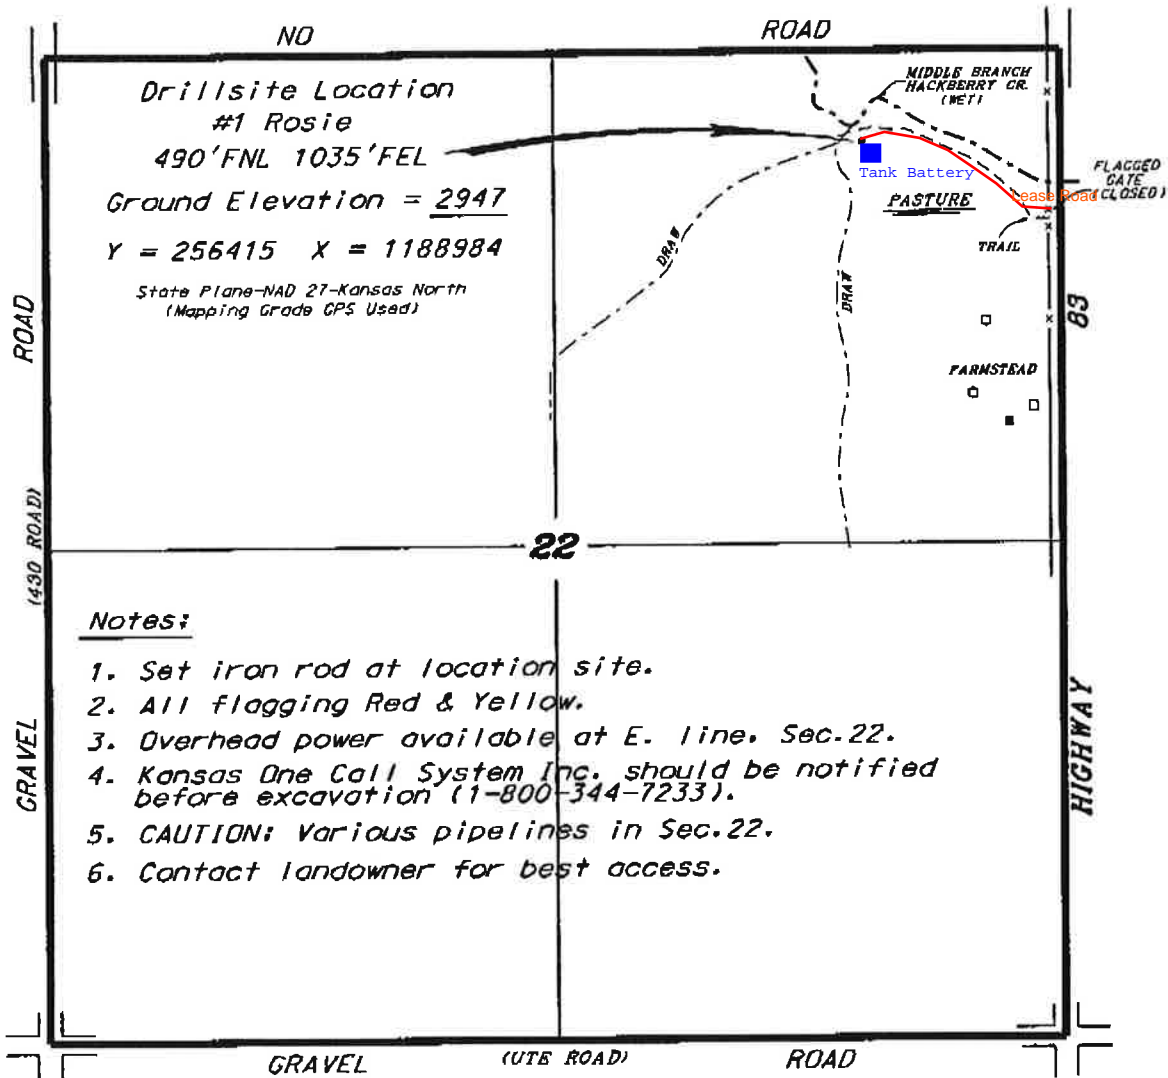 NO ROAD
Drillsite Location
#1 Rosie
490'FNL 1035'FEL
Ground Elevation = 2947
Y = 256415 X = 1188984
State Plane-NAD 27-Kansas North
(Mapping Grade GPS Used)
MIDDLE BRANCH
HACKBERRY CR.
(WET)
FLAGGED
GATE
(CLOSED)
Tank Battery
Lease Road
PASTURE
TRAIL
DRAW
DRAW
83
FARMSTEAD
ROAD
(430 ROAD)
GRAVEL
22
HIGHWAY
Notes:
1. Set iron rod at location site.
2. All flagging Red & Yellow.
3. Overhead power available at E. line, Sec.22.
4. Kansas One Call System Inc. should be notified
before excavation (1-800-344-7233).
5. CAUTION: Various pipelines in Sec.22.
6. Contact landowner for best access.
GRAVEL (UTE ROAD) ROAD